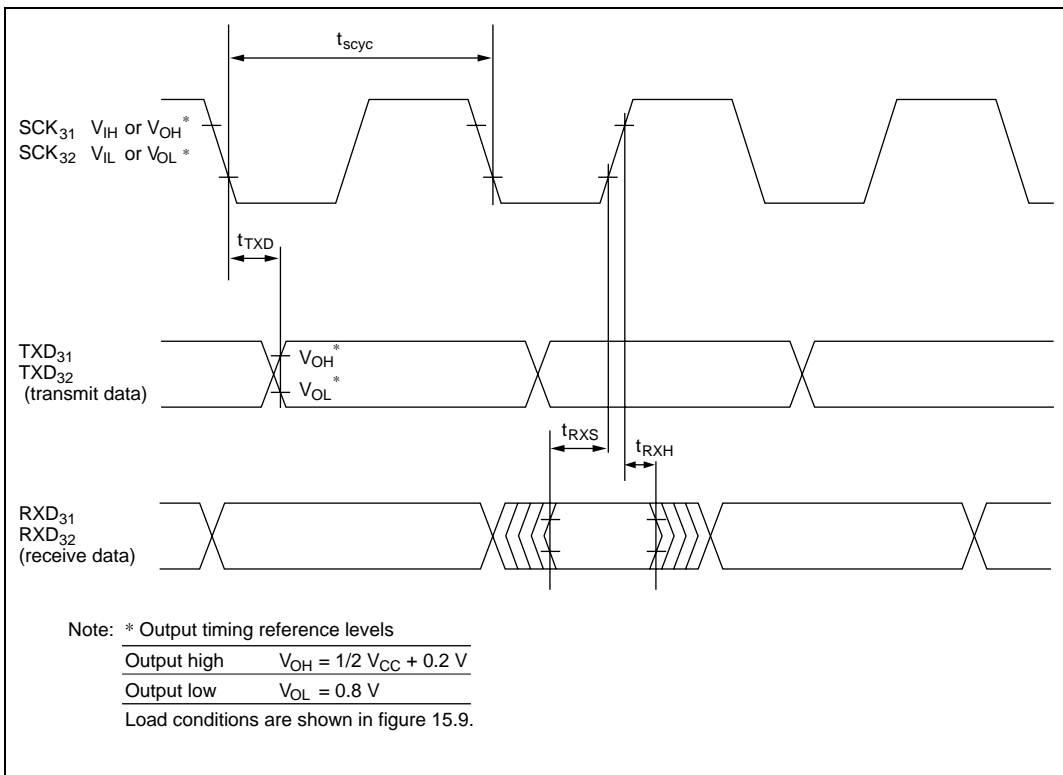 tscyc
SCK31 VIH or VOH*
SCK32 VIL or VOL*
tTXD
TXD31
TXD32
(transmit data)
VOH*
VOL*
tRXS
tRXH
RXD31
RXD32
(receive data)
Note: * Output timing reference levels
Output high VOH = 1/2 VCC + 0.2 V
Output low VOL = 0.8 V
Load conditions are shown in figure 15.9.